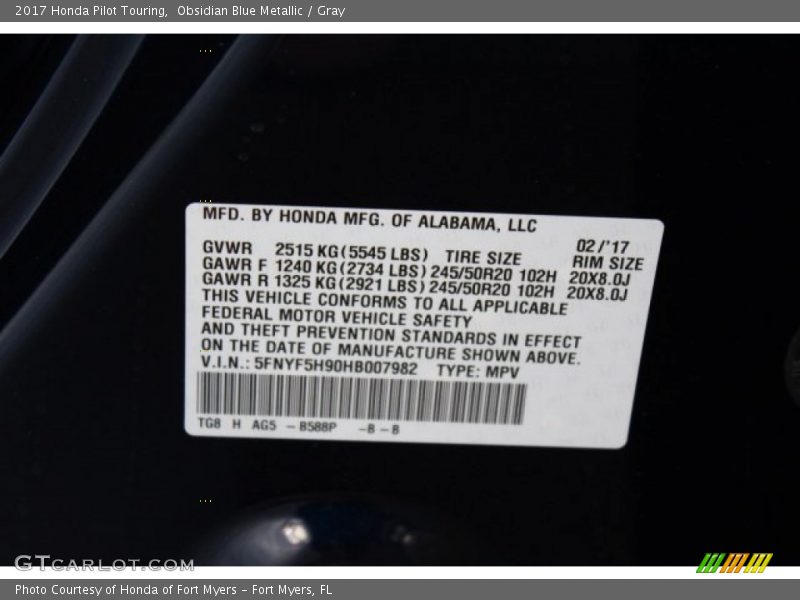 2017 Honda Pilot Touring,  Obsidian Blue Metallic / Gray
MFD. BY HONDA MFG. OF ALABAMA, LLC
02/'17
GVWR 2515 KG(5545 LBS) TIRE SIZE RIM SIZE
GAWR F 1240 KG(2734 LBS) 245/50R20 102H 20X8.0J
GAWR R 1325 KG(2921 LBS) 245/50R20 102H 20X8.0J
THIS VEHICLE CONFORMS TO ALL APPLICABLE
FEDERAL MOTOR VEHICLE SAFETY
AND THEFT PREVENTION STANDARDS IN EFFECT
ON THE DATE OF MANUFACTURE SHOWN ABOVE.
V.I.N.: 5FNYF5H90HB007982 TYPE: MPV
TG8 H AG5 -B588P -B-B
GTCARLOT.COM
Photo Courtesy of Honda of Fort Myers - Fort Myers, FL